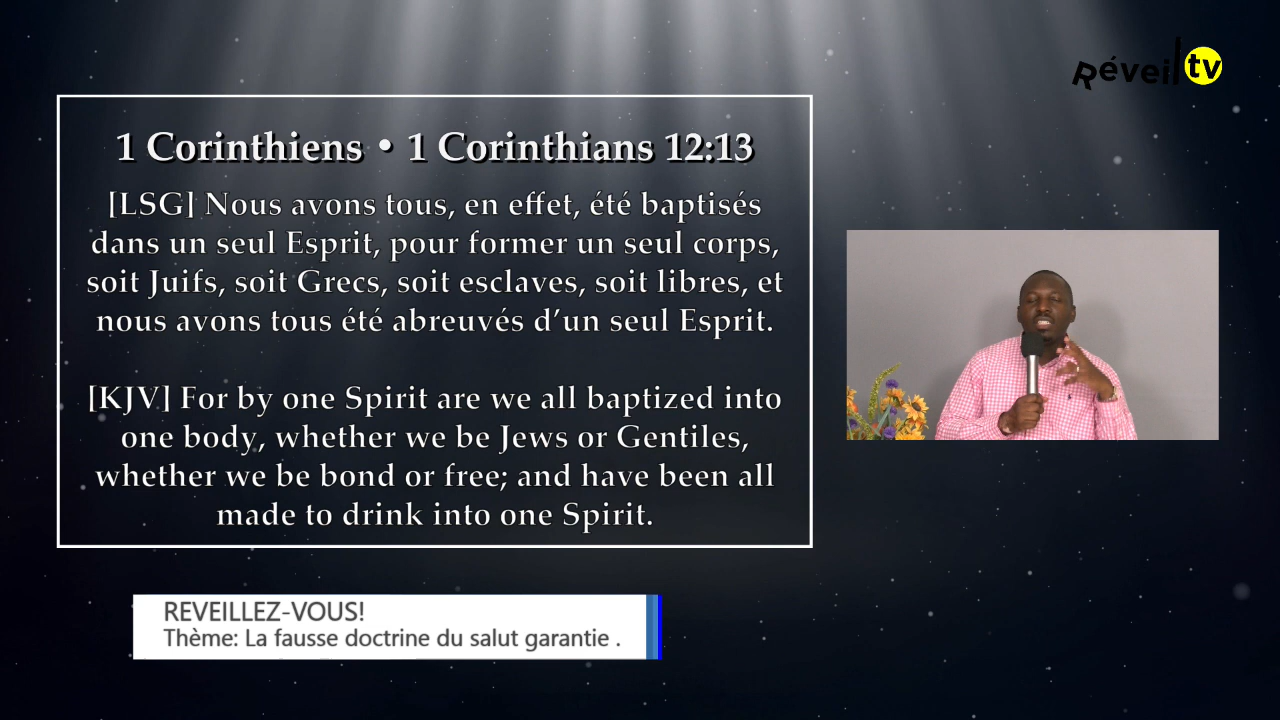 Réveil tv
1 Corinthiens • 1 Corinthians 12:13
[LSG] Nous avons tous, en effet, été baptisés
dans un seul Esprit, pour former un seul corps,
soit Juifs, soit Grecs, soit esclaves, soit libres, et
nous avons tous été abreuvés d’un seul Esprit.
[KJV] For by one Spirit are we all baptized into
one body, whether we be Jews or Gentiles,
whether we be bond or free; and have been all
made to drink into one Spirit.
REVEILLEZ-VOUS!
Thème: La fausse doctrine du salut garantie .